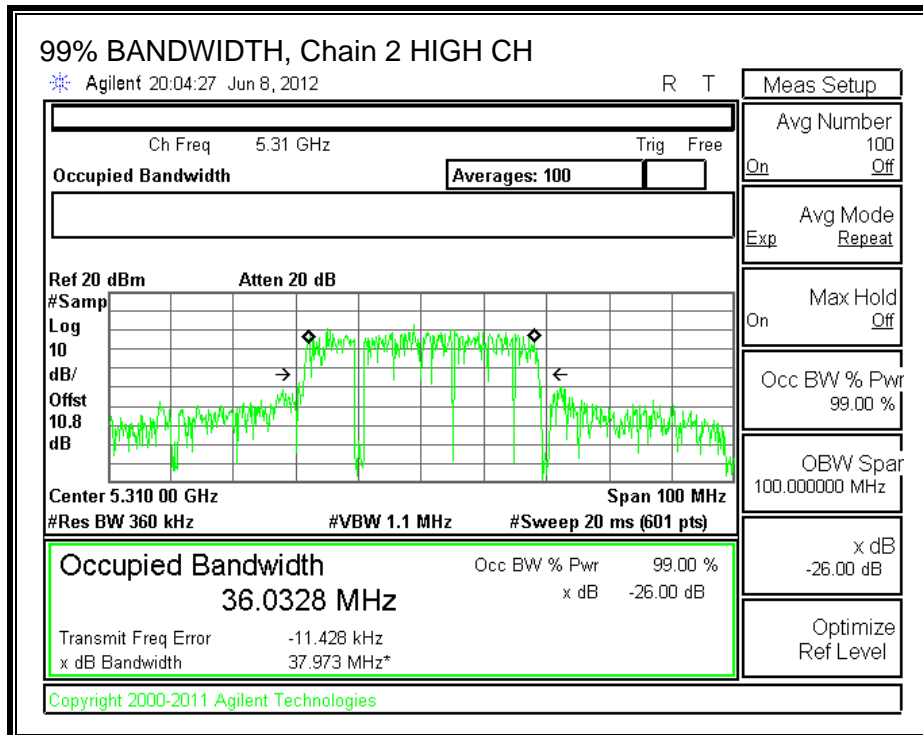 99% BANDWIDTH, Chain 2 HIGH CH
Agilent 20:04:27 Jun 8, 2012 R T
Ch Freq 5.31 GHz Trig Free
Occupied Bandwidth Averages: 100
Ref 20 dBm Atten 20 dB
#Samp
Log
10
dB/
Offst
10.8
dB
Center 5.310 00 GHz Span 100 MHz
#Res BW 360 kHz #VBW 1.1 MHz #Sweep 20 ms (601 pts)
Occupied Bandwidth Occ BW % Pwr 99.00 %
36.0328 MHz x dB -26.00 dB
Transmit Freq Error -11.428 kHz
x dB Bandwidth 37.973 MHz*
Copyright 2000-2011 Agilent Technologies
Meas Setup
Avg Number
100
On Off
Avg Mode
Exp Repeat
Max Hold
On Off
Occ BW % Pwr
99.00 %
OBW Span
100.000000 MHz
x dB
-26.00 dB
Optimize
Ref Level